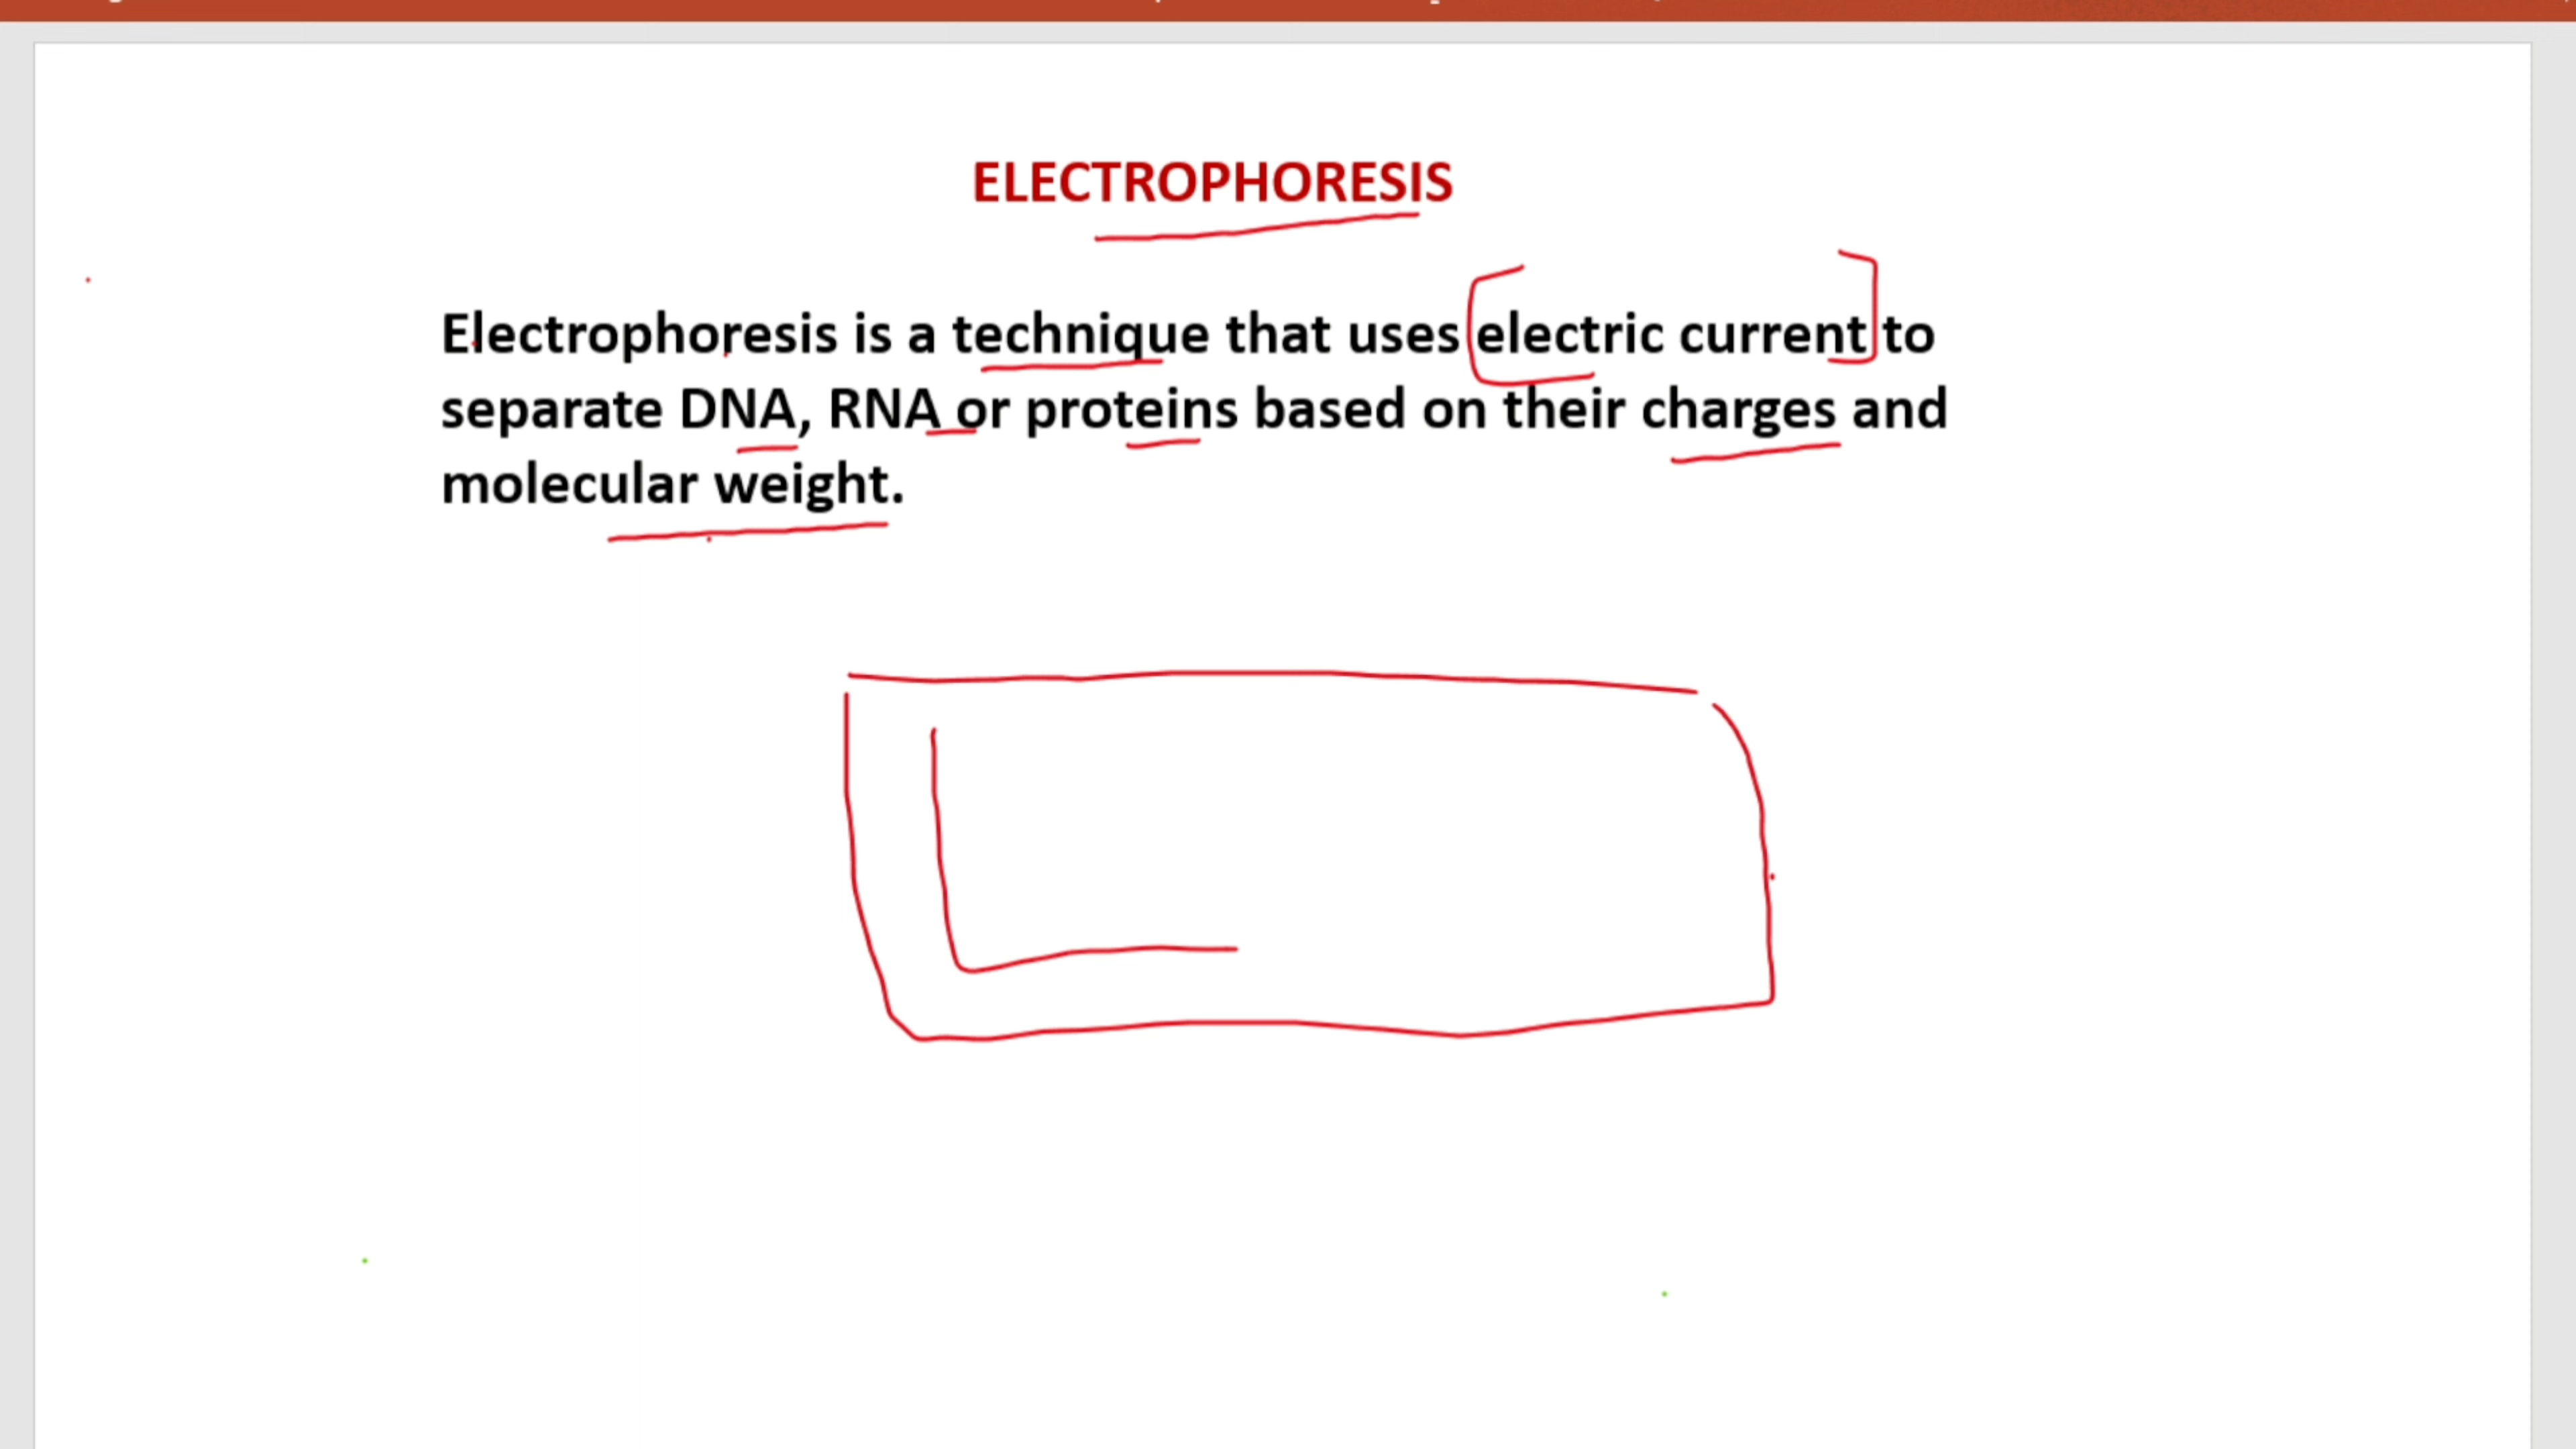 ELECTROPHORESIS
Electrophoresis is a technique that uses electric current to
separate DNA, RNA or proteins based on their charges and
molecular weight.